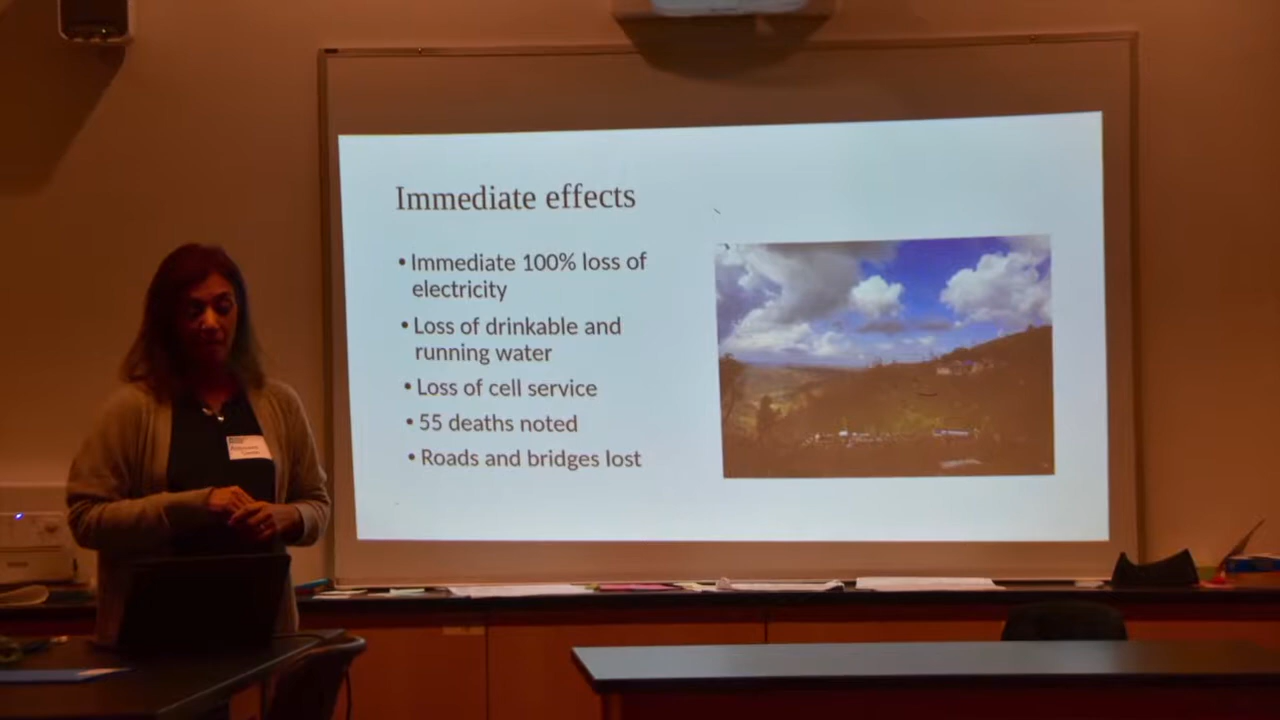 Immediate effects
• Immediate 100% loss of
electricity
• Loss of drinkable and
running water
• Loss of cell service
• 55 deaths noted
• Roads and bridges lost